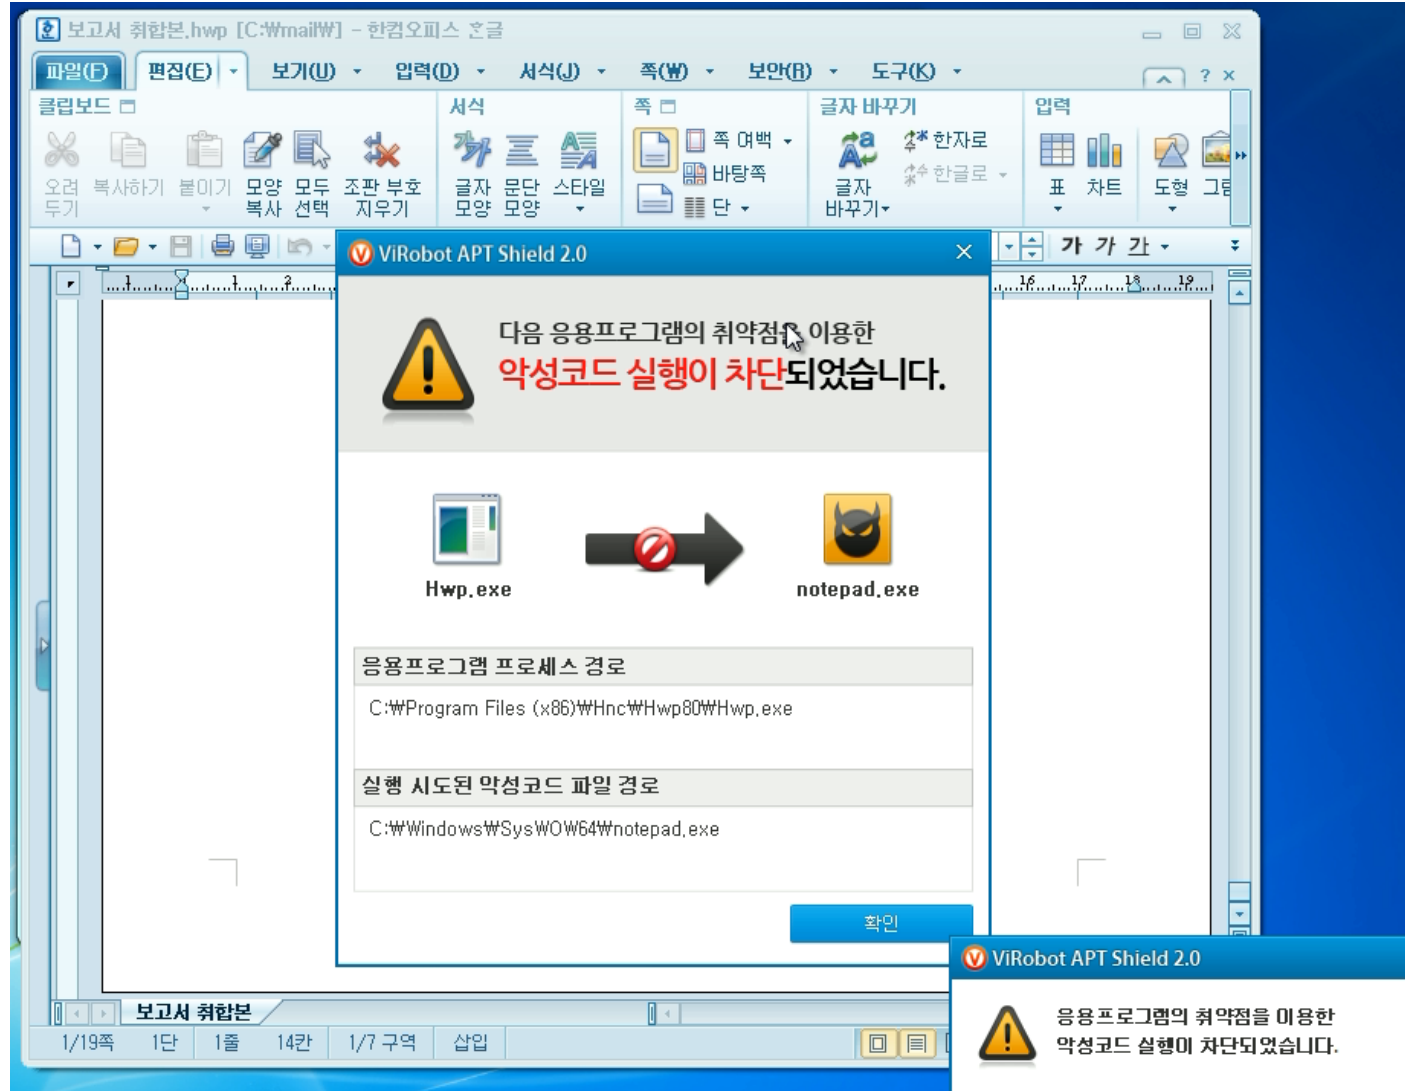 보고서 취합본.hwp [C:₩mail₩] - 한컴오피스 한글
파일(F) 편집(E) 보기(U) 입력(D) 서식(J) 쪽(W) 보안(R) 도구(K) ?
클립보드 서식 쪽 글자 바꾸기 입력
쪽 여백 한자로
바탕쪽 한글로
오려 복사하기 붙이기 모양 모두 조판 부호 글자 문단 스타일 단 글자 표 차트 도형
두기 복사 선택 지우기 모양 모양 바꾸기
가 가 가
1 1 2 16 17 18 19
ViRobot APT Shield 2.0
다음 응용프로그램의 취약점을 이용한
악성코드 실행이 차단되었습니다.
Hwp.exe notepad.exe
응용프로그램 프로세스 경로
C:₩Program Files (x86)₩Hnc₩Hwp80₩Hwp.exe
실행 시도된 악성코드 파일 경로
C:₩Windows₩SysWOW64₩notepad.exe
확인
보고서 취합본
1/19쪽 1단 1줄 14칸 1/7 구역 삽입
ViRobot APT Shield 2.0
응용프로그램의 취약점을 이용한
악성코드 실행이 차단되었습니다.